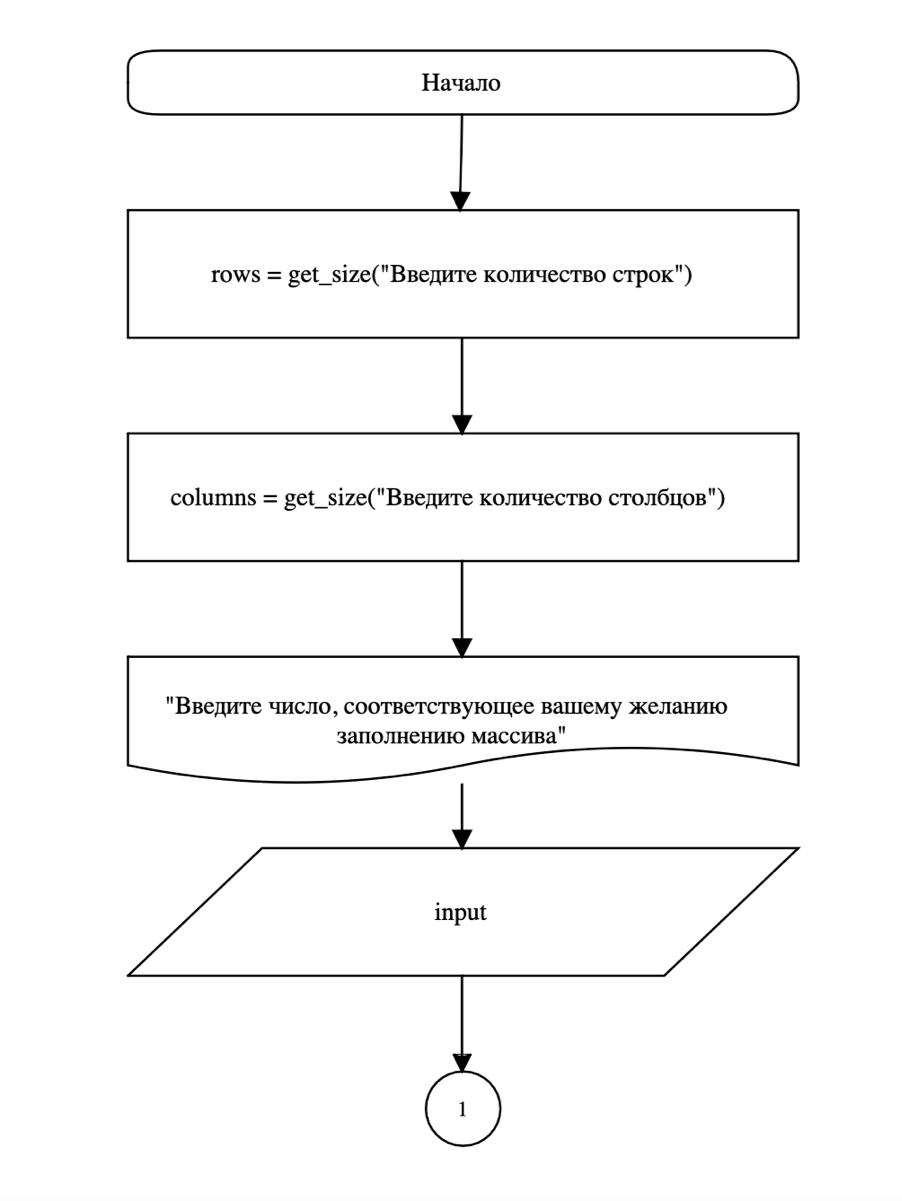 Начало
rows = get_size("Введите количество строк")
columns = get_size("Введите количество столбцов")
"Введите число, соответствующее вашему желанию
заполнению массива"
input
1